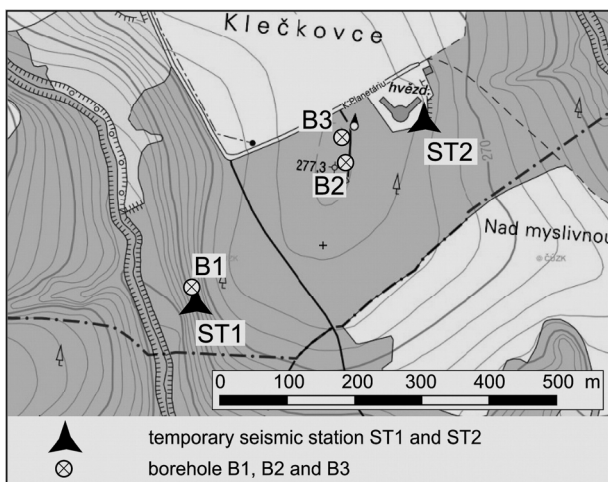 Klečkovce
K Planetáriu
hvězd.
B3
ST2
277,3
B2
270
Nad myslivnou
© ČÚZK
B1
ST1
0 100 200 300 400 500 m
temporary seismic station ST1 and ST2
borehole B1, B2 and B3